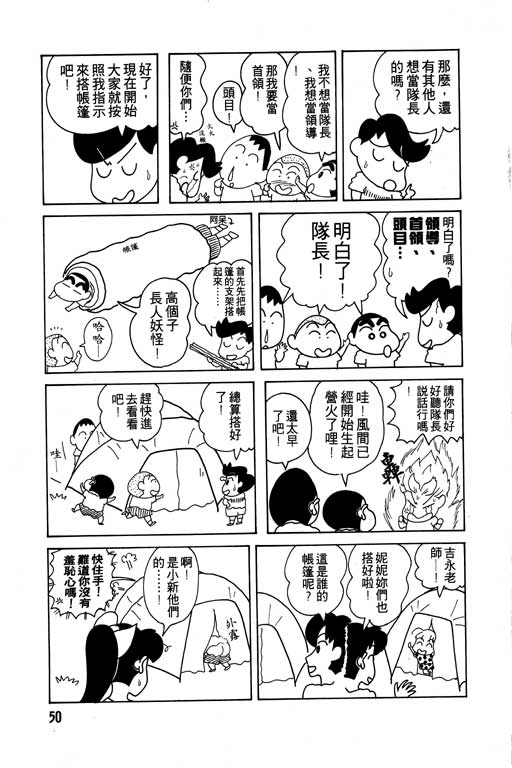 那麼，還
有其他人
想當隊長
的嗎？
我不想當隊長
、我想當領導
！
那我要當
首領！
頭目！
隨便你們…
好了，
現在開始
大家就按
照我指示
來搭帳篷
吧！
明白了嗎？
領導、
首領、
頭目…
明白了！
隊長！
首先先把帳
篷的支架搭
起來……
阿呆
帳篷
高個子
長人妖怪！
哈哈
請你們好
好聽隊長
說話行嗎
！
轟
哇！風間已
經開始生起
營火了哩！
還太早
了吧！
總算搭好
了！
趕快進
去看看
吧！
哇
吉永老
師—！
妮妮妳們也
搭好啦！
這是誰的
帳篷呢？
啊！
是小新他們
的……！
外露
快住手！
難道你沒有
羞恥心嗎！
50